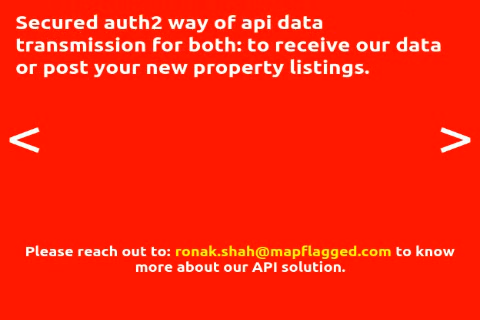 Secured auth2 way of api data
transmission for both: to receive our data
or post your new property listings.
< >
Please reach out to: ronak.shah@mapflagged.com to know
more about our API solution.